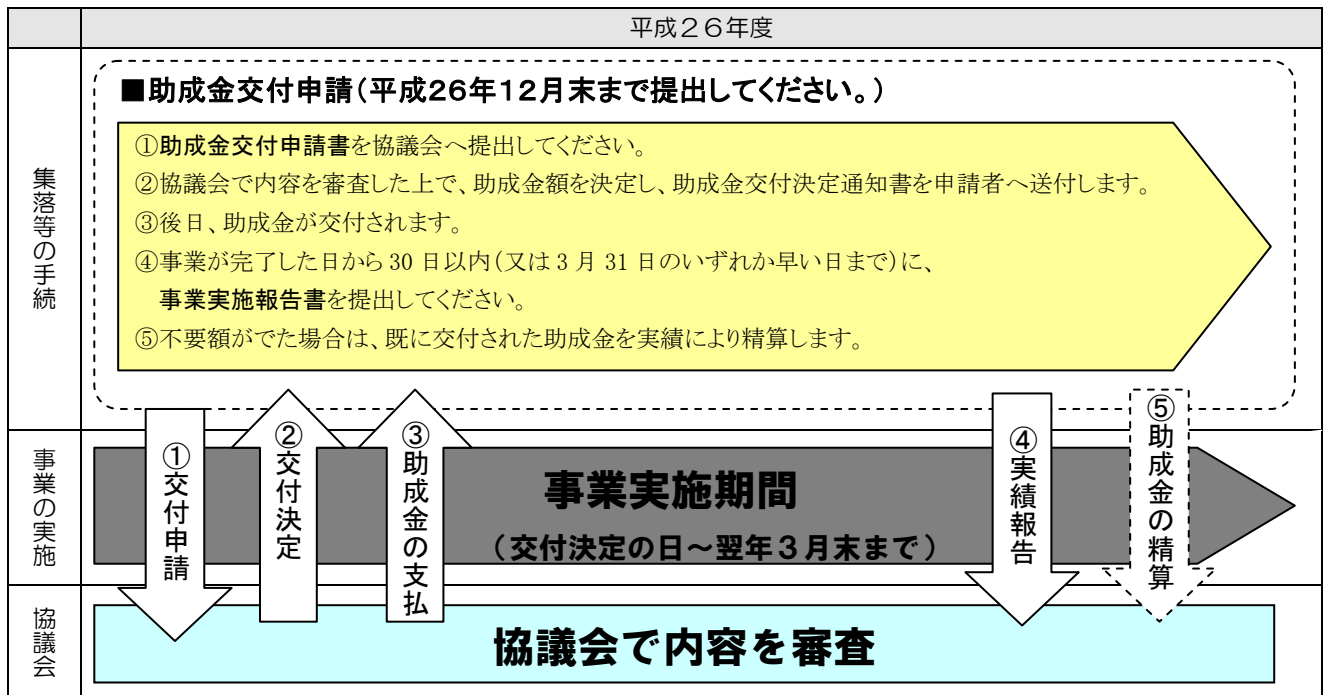 平成２６年度
集落等の手続
■助成金交付申請（平成26年12月末まで提出してください。）
①助成金交付申請書を協議会へ提出してください。
②協議会で内容を審査した上で、助成金額を決定し、助成金交付決定通知書を申請者へ送付します。
③後日、助成金が交付されます。
④事業が完了した日から 30 日以内（又は 3 月 31 日のいずれか早い日まで）に、
事業実施報告書を提出してください。
⑤不要額がでた場合は、既に交付された助成金を実績により精算します。
事業の実施
①交付申請
②交付決定
③助成金の支払
事業実施期間
（交付決定の日～翌年３月末まで）
④実績報告
⑤助成金の精算
協議会
協議会で内容を審査